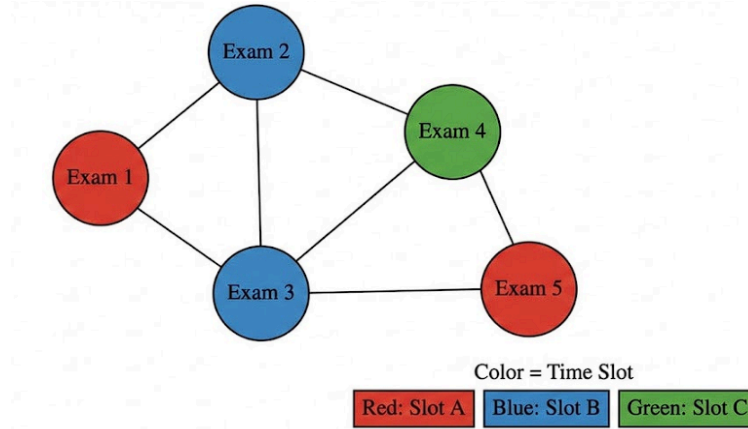 Exam 2
Exam 4
Exam 1
Exam 3
Exam 5
Color = Time Slot
Red: Slot A
Blue: Slot B
Green: Slot C